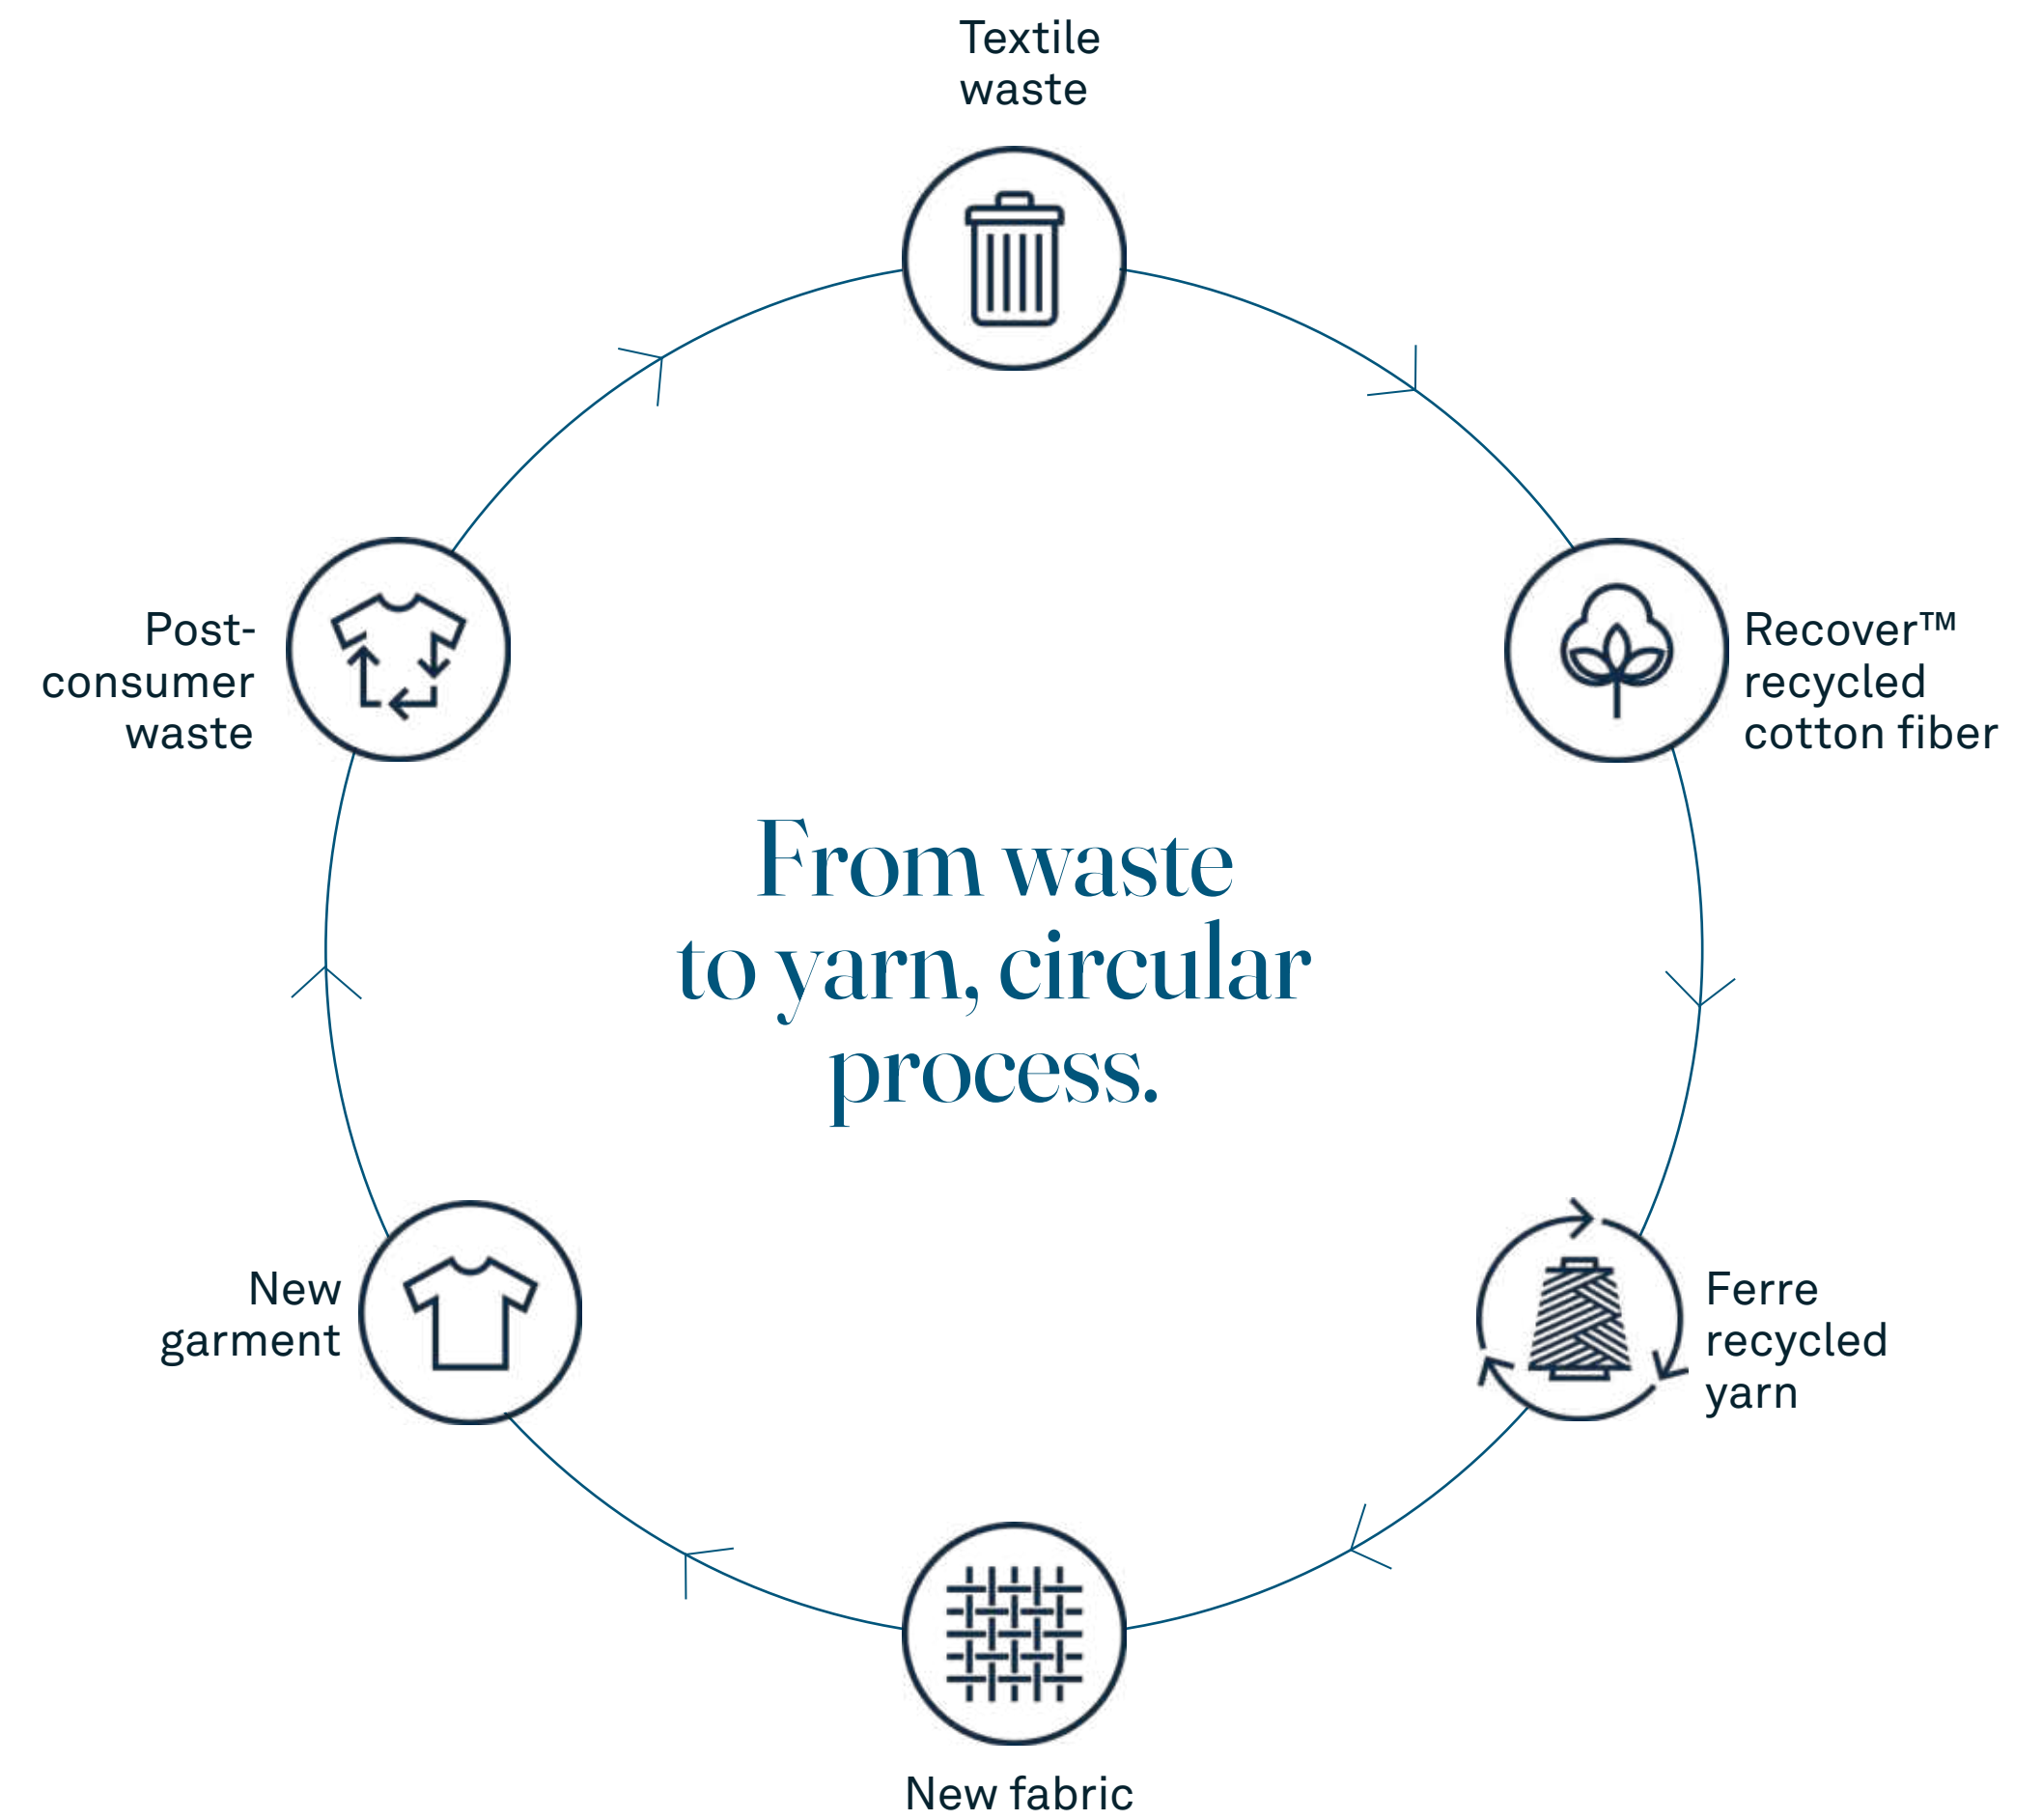 Textile
waste
Recover™
recycled
cotton fiber
Ferre
recycled
yarn
New fabric
New
garment
Post-
consumer
waste
From waste
to yarn, circular
process.